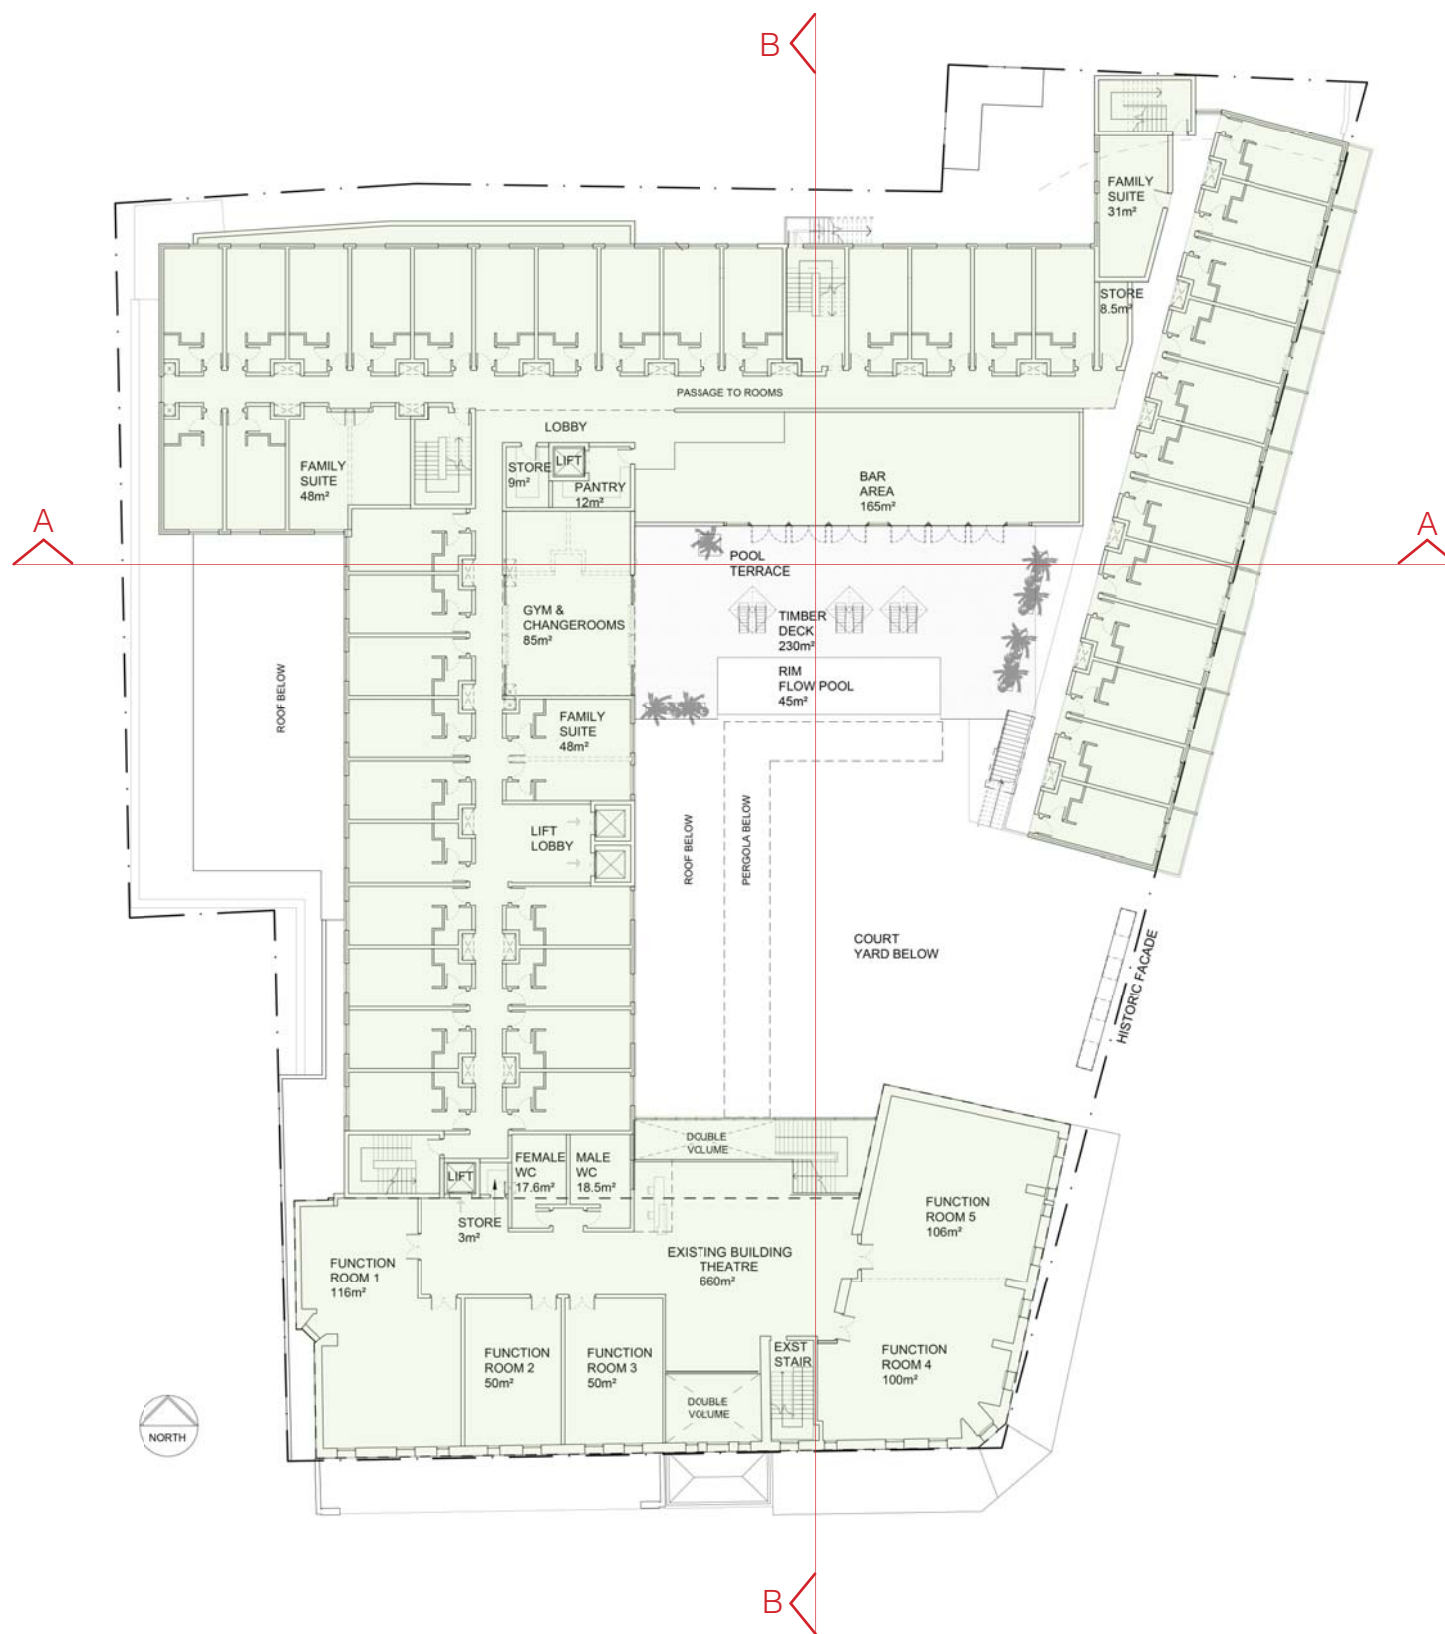 B
FAMILY
SUITE
31m²
STORE
8.5m²
PASSAGE TO ROOMS
LOBBY
FAMILY
SUITE
48m²
STORE
9m²
LIFT
PANTRY
12m²
BAR
AREA
165m²
A
A
POOL
TERRACE
GYM &
CHANGEROOMS
85m²
TIMBER
DECK
230m²
RIM
FLOW POOL
45m²
ROOF BELOW
FAMILY
SUITE
48m²
LIFT
LOBBY
ROOF BELOW
PERGOLA BELOW
COURT
YARD BELOW
HISTORIC FACADE
DOUBLE
VOLUME
FEMALE
WC
17.6m²
MALE
WC
18.5m²
LIFT
STORE
3m²
FUNCTION
ROOM 5
106m²
FUNCTION
ROOM 1
116m²
EXISTING BUILDING
THEATRE
660m²
FUNCTION
ROOM 2
50m²
FUNCTION
ROOM 3
50m²
EXST
STAIR
FUNCTION
ROOM 4
100m²
DOUBLE
VOLUME
NORTH
B